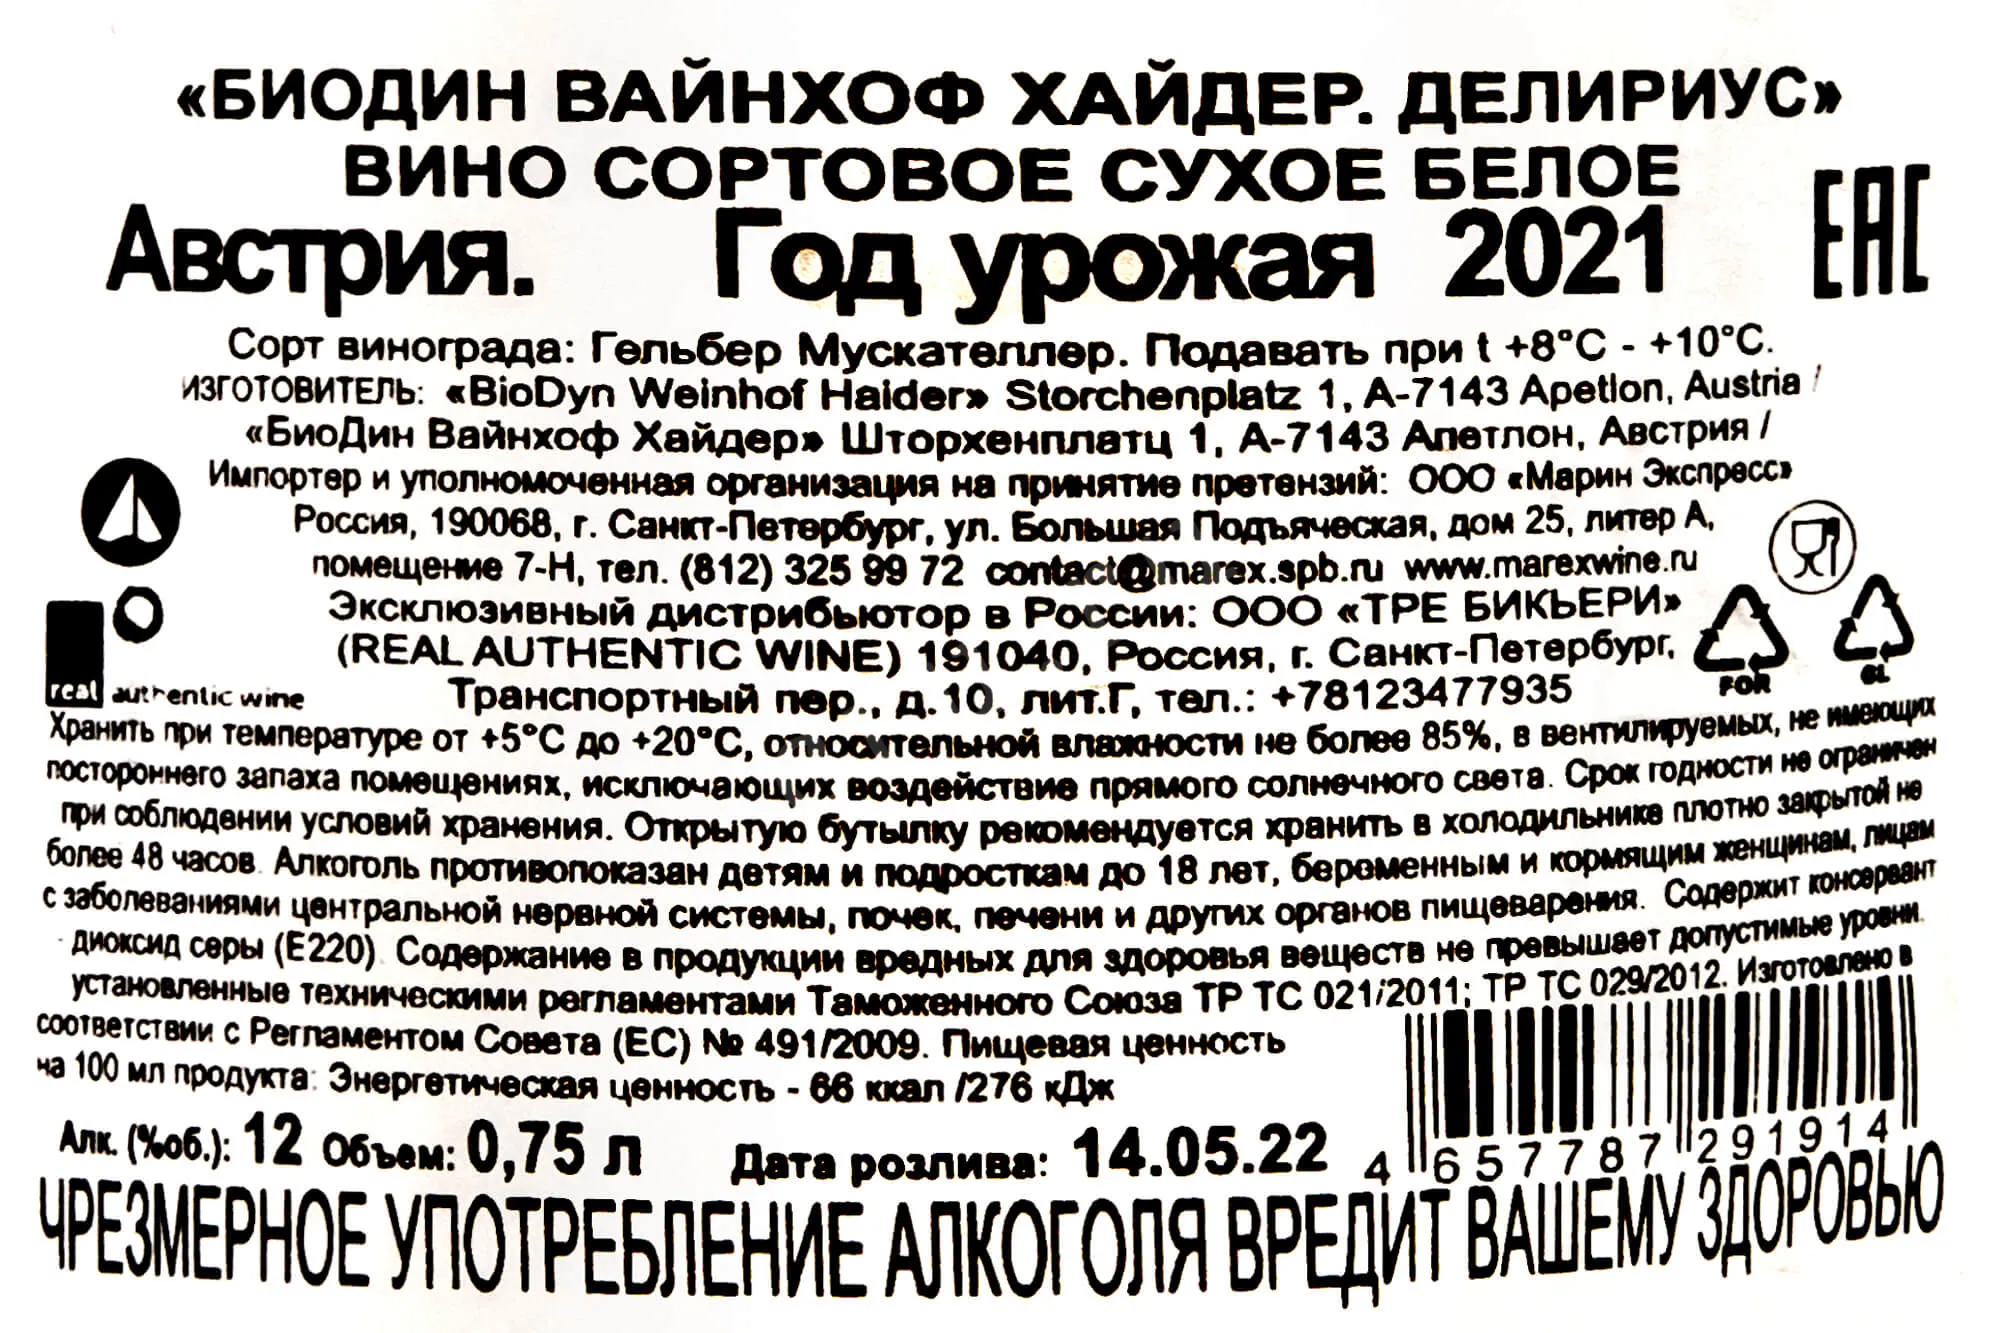 «БИОДИН ВАЙНХОФ ХАЙДЕР. ДЕЛИРИУС»
ВИНО СОРТОВОЕ СУХОЕ БЕЛОЕ
Австрия. Год урожая 2021
EAC
Сорт винограда: Гельбер Мускателлер. Подавать при t +8°C - +10°C.
ИЗГОТОВИТЕЛЬ: «BioDyn Weinhof Haider» Storchenplatz 1, A-7143 Apetlon, Austria /
«БиоДин Вайнхоф Хайдер» Шторхенплатц 1, А-7143 Апетлон, Австрия /
Импортер и уполномоченная организация на принятие претензий: ООО «Марин Экспресс»
Россия, 190068, г. Санкт-Петербург, ул. Большая Подъяческая, дом 25, литер А,
помещение 7-Н, тел. (812) 325 99 72 contact@marex.spb.ru www.marexwine.ru
Эксклюзивный дистрибьютор в России: ООО «ТРЕ БИКЬЕРИ»
(REAL AUTHENTIC WINE) 191040, Россия, г. Санкт-Петербург,
Транспортный пер., д.10, лит.Г, тел.: +78123477935
real authentic wine
FOR
GL
Хранить при температуре от +5°C до +20°C, относительной влажности не более 85%, в вентилируемых, не имеющих
постороннего запаха помещениях, исключающих воздействие прямого солнечного света. Срок годности не ограничен
при соблюдении условий хранения. Открытую бутылку рекомендуется хранить в холодильнике плотно закрытой не
более 48 часов. Алкоголь противопоказан детям и подросткам до 18 лет, беременным и кормящим женщинам, лицам
с заболеваниями центральной нервной системы, почек, печени и других органов пищеварения. Содержит консервант
диоксид серы (Е220). Содержание в продукции вредных для здоровья веществ не превышает допустимые уровни.
установленные техническими регламентами Таможенного Союза ТР ТС 021/2011; ТР ТС 029/2012. Изготовлено в
соответствии с Регламентом Совета (ЕС) № 491/2009. Пищевая ценность
на 100 мл продукта: Энергетическая ценность - 66 ккал /276 кДж
Алк. (%об.): 12 Объем: 0,75 л Дата розлива: 14.05.22
4 657787 291914
ЧРЕЗМЕРНОЕ УПОТРЕБЛЕНИЕ АЛКОГОЛЯ ВРЕДИТ ВАШЕМУ ЗДОРОВЬЮ